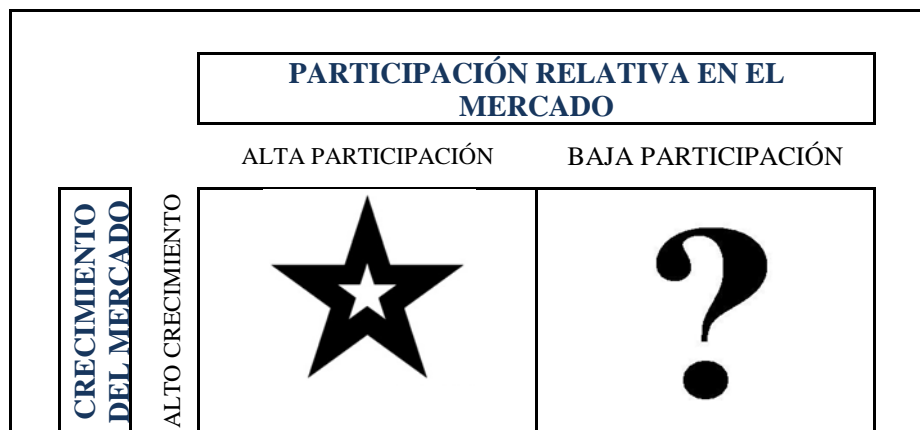 PARTICIPACIÓN RELATIVA EN EL
MERCADO
ALTA PARTICIPACIÓN
BAJA PARTICIPACIÓN
CRECIMIENTO
DEL MERCADO
ALTO CRECIMIENTO
?